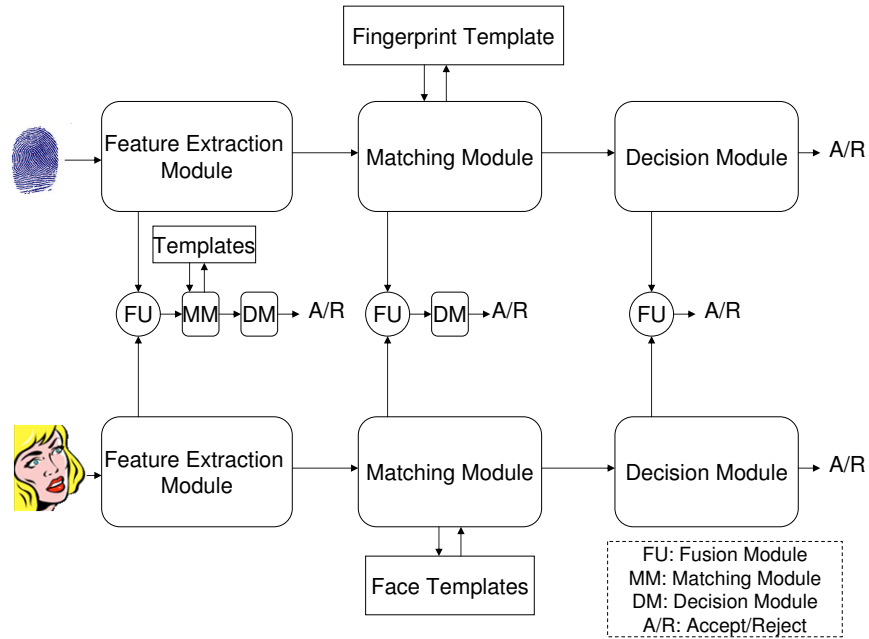 Fingerprint Template
Feature Extraction
Module
Matching Module
Decision Module
A/R
Templates
FU
MM
DM
A/R
FU
DM
A/R
FU
A/R
Feature Extraction
Module
Matching Module
Decision Module
A/R
Face Templates
FU: Fusion Module
MM: Matching Module
DM: Decision Module
A/R: Accept/Reject